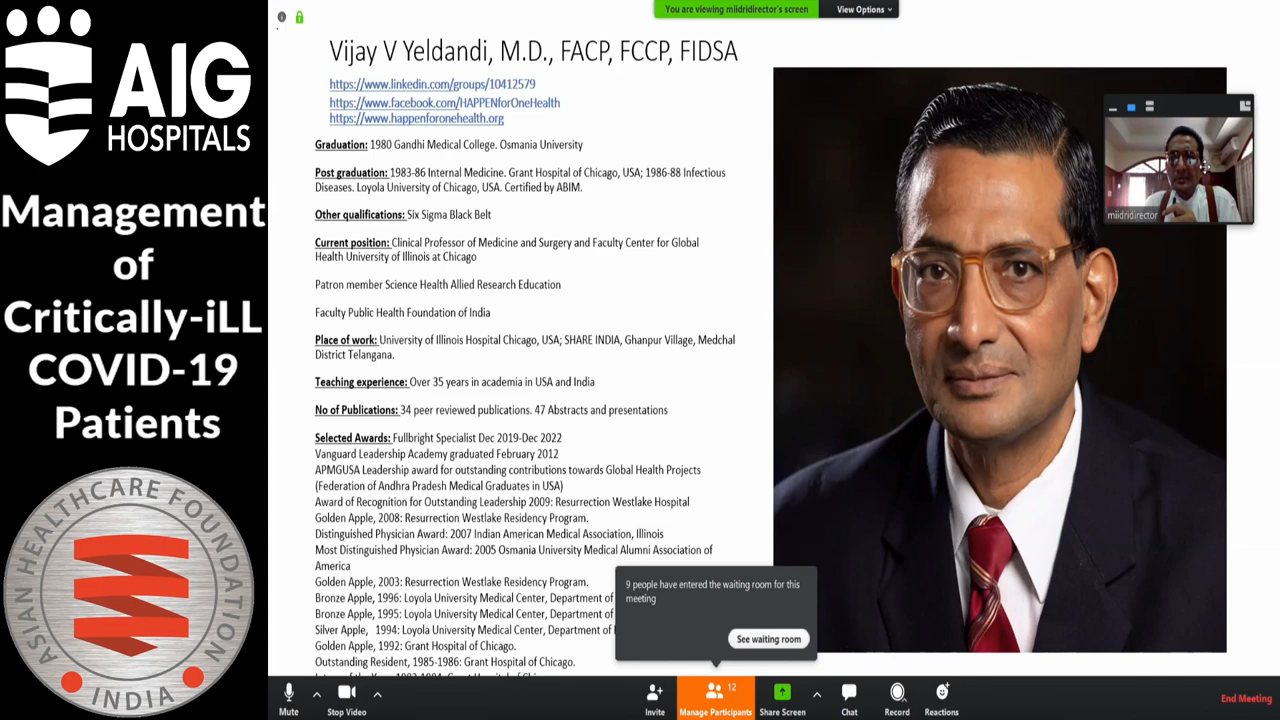 AIG
HOSPITALS
Management
of
Critically-iLL
COVID-19
Patients
ASIAN HEALTHCARE FOUNDATION
INDIA
You are viewing miidridirector's screen
View Options
Vijay V Yeldandi, M.D., FACP, FCCP, FIDSA
https://www.linkedin.com/groups/10412579
https://www.facebook.com/HAPPENforOneHealth
https://www.happenforonehealth.org
Graduation: 1980 Gandhi Medical College. Osmania University
Post graduation: 1983-86 Internal Medicine. Grant Hospital of Chicago, USA; 1986-88 Infectious
Diseases. Loyola University of Chicago, USA. Certified by ABIM.
Other qualifications: Six Sigma Black Belt
Current position: Clinical Professor of Medicine and Surgery and Faculty Center for Global
Health University of Illinois at Chicago
Patron member Science Health Allied Research Education
Faculty Public Health Foundation of India
Place of work: University of Illinois Hospital Chicago, USA; SHARE INDIA, Ghanpur Village, Medchal
District Telangana.
Teaching experience: Over 35 years in academia in USA and India
No of Publications: 34 peer reviewed publications. 47 Abstracts and presentations
Selected Awards: Fullbright Specialist Dec 2019-Dec 2022
Vanguard Leadership Academy graduated February 2012
APMGUSA Leadership award for outstanding contributions towards Global Health Projects
(Federation of Andhra Pradesh Medical Graduates in USA)
Award of Recognition for Outstanding Leadership 2009: Resurrection Westlake Hospital
Golden Apple, 2008: Resurrection Westlake Residency Program.
Distinguished Physician Award: 2007 Indian American Medical Association, Illinois
Most Distinguished Physician Award: 2005 Osmania University Medical Alumni Association of
America
Golden Apple, 2003: Resurrection Westlake Residency Program.
Bronze Apple, 1996: Loyola University Medical Center, Department of
Bronze Apple, 1995: Loyola University Medical Center, Department of
Silver Apple, 1994: Loyola University Medical Center, Department of
Golden Apple, 1992: Grant Hospital of Chicago.
Outstanding Resident, 1985-1986: Grant Hospital of Chicago.
miidridirector
9 people have entered the waiting room for this
meeting
See waiting room
Mute
Stop Video
Invite
12
Manage Participants
Share Screen
Chat
Record
Reactions
End Meeting